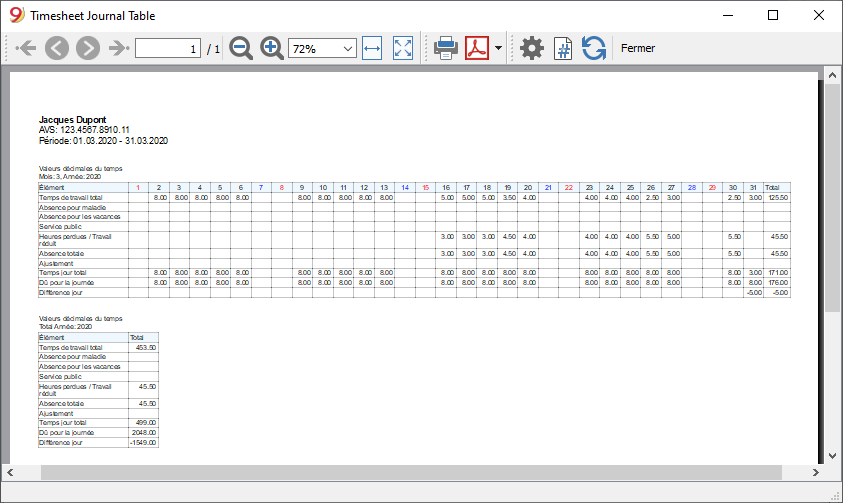 Timesheet Journal Table
1 / 1 72% Fermer
Jacques Dupont
AVS: 123.4567.8910.11
Période: 01.03.2020 - 31.03.2020
Valeurs décimales du temps
Mois: 3, Année: 2020
Élément 1 2 3 4 5 6 7 8 9 10 11 12 13 14 15 16 17 18 19 20 21 22 23 24 25 26 27 28 29 30 31 Total
Temps de travail total 8.00 8.00 8.00 8.00 8.00 8.00 8.00 8.00 8.00 8.00 5.00 5.00 5.00 3.50 4.00 4.00 4.00 4.00 2.50 3.00 2.50 3.00 125.50
Absence pour maladie
Absence pour les vacances
Service public
Heures perdues / Travail
réduit 3.00 3.00 3.00 4.50 4.00 4.00 4.00 4.00 5.50 5.00 5.50 45.50
Absence totale 3.00 3.00 3.00 4.50 4.00 4.00 4.00 4.00 5.50 5.00 5.50 45.50
Ajustement
Temps jour total 8.00 8.00 8.00 8.00 8.00 8.00 8.00 8.00 8.00 8.00 8.00 8.00 8.00 8.00 8.00 8.00 8.00 8.00 8.00 8.00 8.00 3.00 171.00
Dû pour la journée 8.00 8.00 8.00 8.00 8.00 8.00 8.00 8.00 8.00 8.00 8.00 8.00 8.00 8.00 8.00 8.00 8.00 8.00 8.00 8.00 8.00 8.00 176.00
Différence jour -5.00 -5.00
Valeurs décimales du temps
Total Année: 2020
Élément Total
Temps de travail total 453.50
Absence pour maladie
Absence pour les vacances
Service public
Heures perdues / Travail
réduit 45.50
Absence totale 45.50
Ajustement
Temps jour total 499.00
Dû pour la journée 2048.00
Différence jour -1549.00